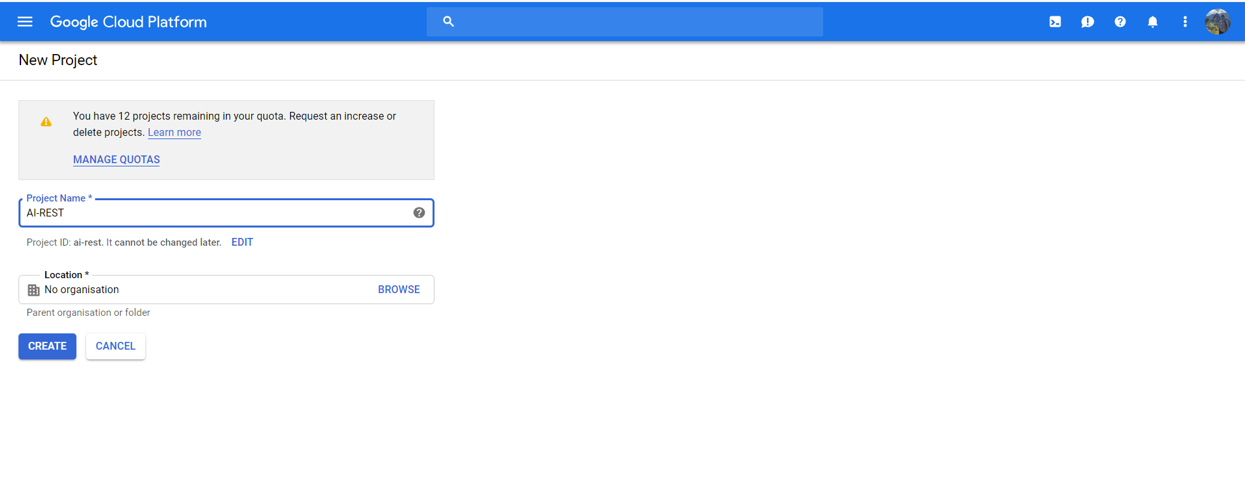 Google Cloud Platform
New Project
You have 12 projects remaining in your quota. Request an increase or
delete projects. Learn more
MANAGE QUOTAS
Project Name *
AI-REST
Project ID: ai-rest. It cannot be changed later. EDIT
Location *
No organisation BROWSE
Parent organisation or folder
CREATE CANCEL